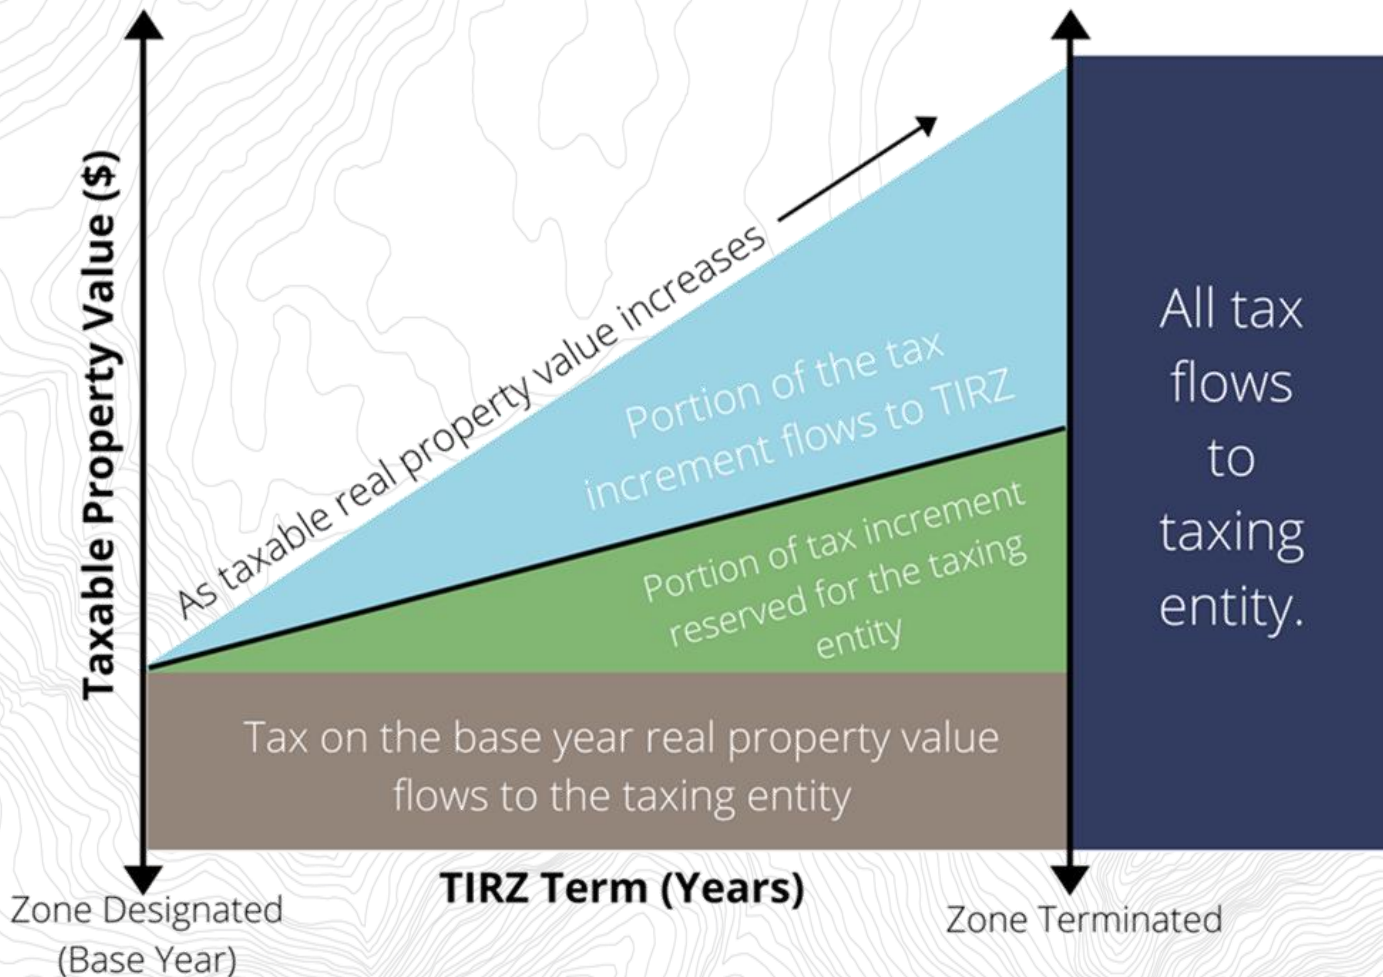 Taxable Property Value ($)
As taxable real property value increases
Portion of the tax
increment flows to TIRZ
Portion of tax increment
reserved for the taxing
entity
Tax on the base year real property value
flows to the taxing entity
All tax
flows
to
taxing
entity.
TIRZ Term (Years)
Zone Designated
(Base Year)
Zone Terminated